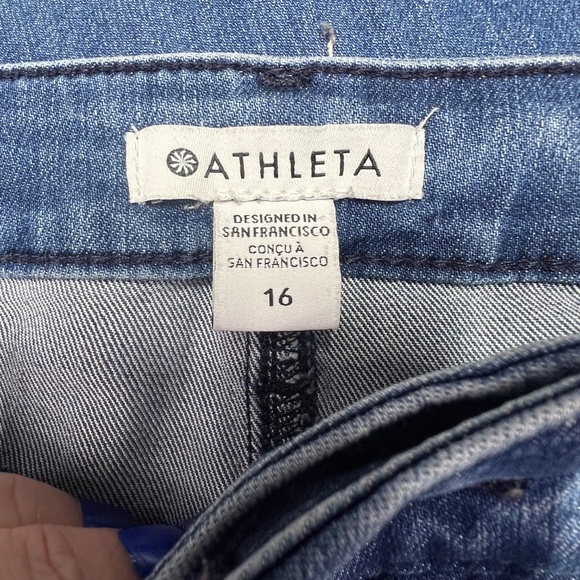 ATHLETA
DESIGNED IN
SAN FRANCISCO
CONÇU À
SAN FRANCISCO
16